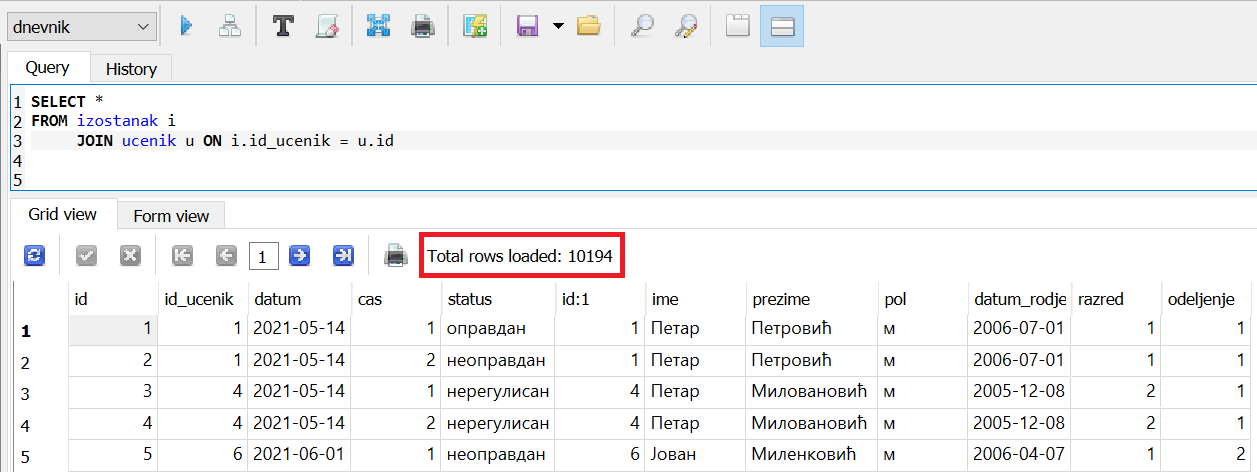 dnevnik
Query History
1 SELECT *
2 FROM izostanak i
3 JOIN ucenik u ON i.id_ucenik = u.id
4
5
Grid view Form view
1 Total rows loaded: 10194
id id_ucenik datum cas status id:1 ime prezime pol datum_rodje razred odeljenje
1 1 1 2021-05-14 1 оправдан 1 Петар Петровић м 2006-07-01 1 1
2 2 1 2021-05-14 2 неоправдан 1 Петар Петровић м 2006-07-01 1 1
3 3 4 2021-05-14 1 нерегулисан 4 Петар Миловановић м 2005-12-08 2 1
4 4 4 2021-05-14 2 нерегулисан 4 Петар Миловановић м 2005-12-08 2 1
5 5 6 2021-06-01 1 неоправдан 6 Јован Миленковић м 2006-04-07 1 2